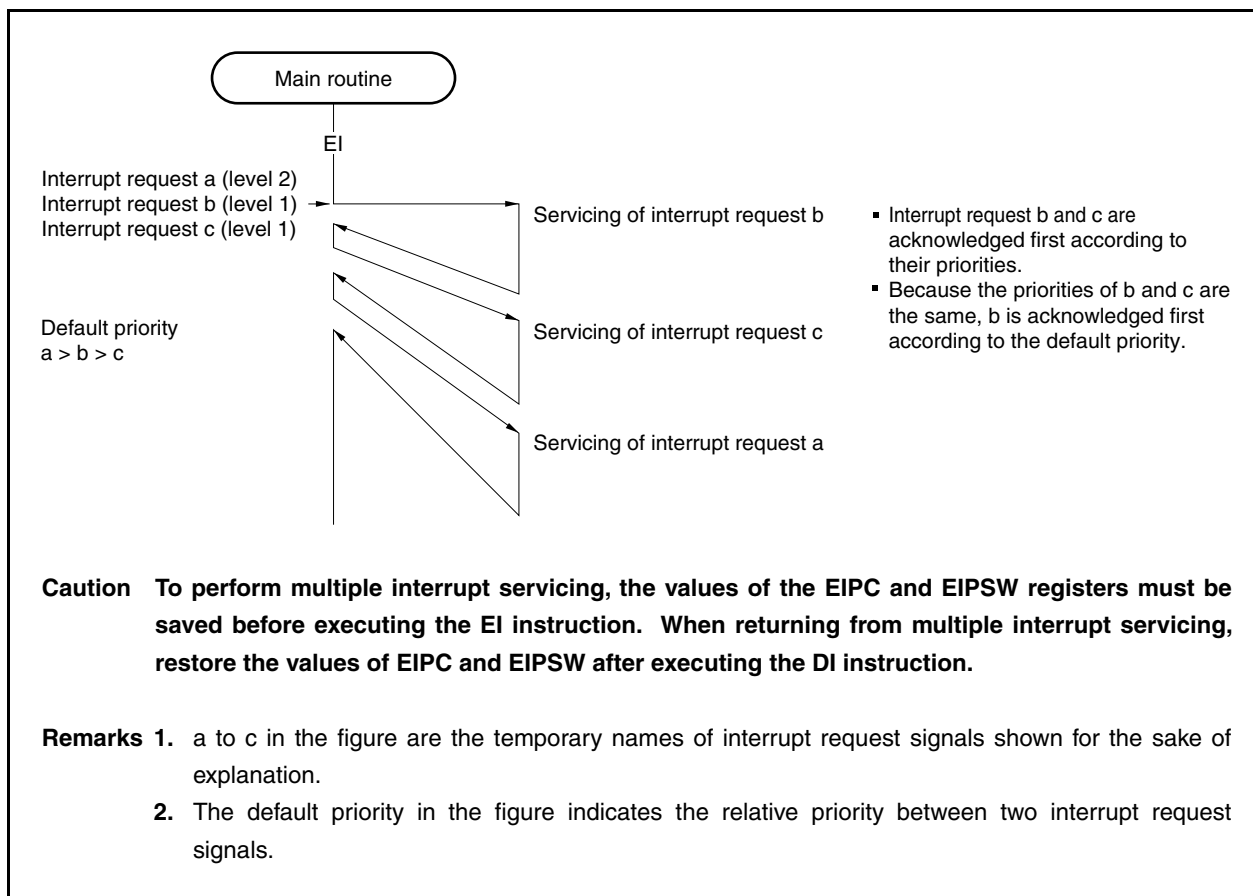 Main routine
EI
Interrupt request a (level 2)
Interrupt request b (level 1)
Interrupt request c (level 1)
Servicing of interrupt request b
▪ Interrupt request b and c are
acknowledged first according to
their priorities.
▪ Because the priorities of b and c are
the same, b is acknowledged first
according to the default priority.
Default priority
a > b > c
Servicing of interrupt request c
Servicing of interrupt request a
Caution To perform multiple interrupt servicing, the values of the EIPC and EIPSW registers must be
saved before executing the EI instruction. When returning from multiple interrupt servicing,
restore the values of EIPC and EIPSW after executing the DI instruction.
Remarks 1. a to c in the figure are the temporary names of interrupt request signals shown for the sake of
explanation.
2. The default priority in the figure indicates the relative priority between two interrupt request
signals.